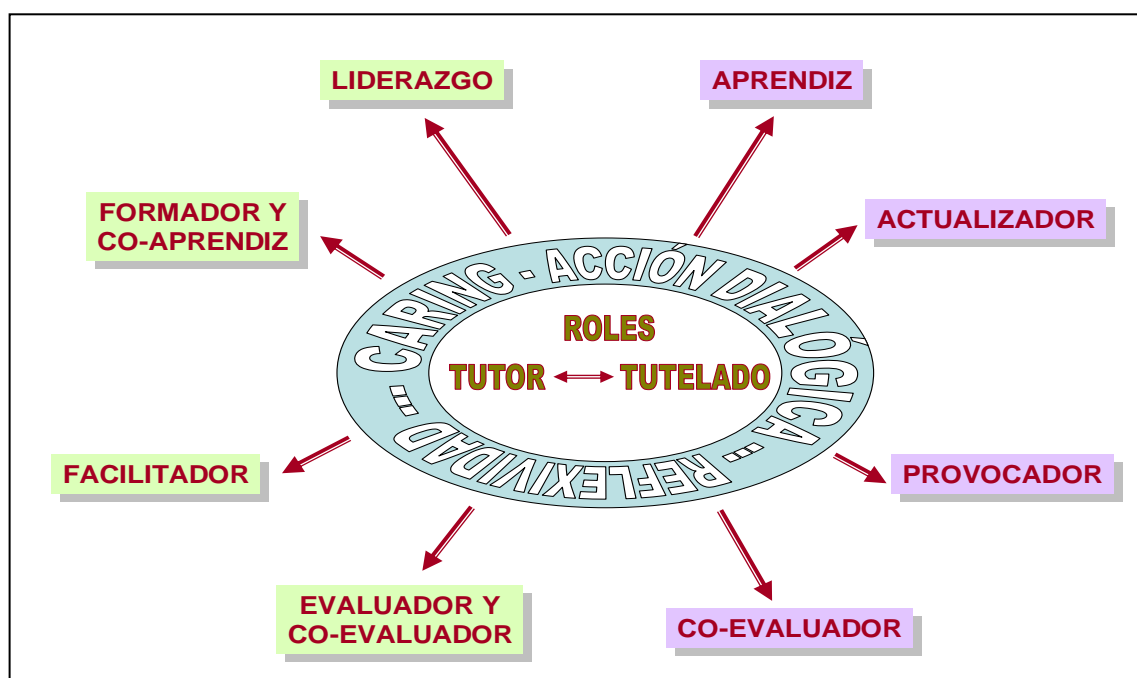 LIDERAZGO
APRENDIZ
FORMADOR Y
CO-APRENDIZ
ACTUALIZADOR
CARING - ACCIÓN DIALÓGICA ... REFLEXIVIDAD ...
ROLES
TUTOR TUTELADO
FACILITADOR
PROVOCADOR
EVALUADOR Y
CO-EVALUADOR
CO-EVALUADOR